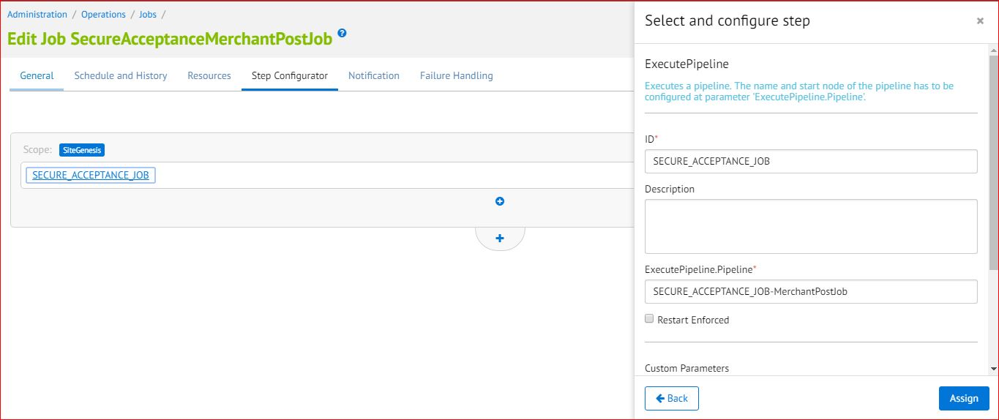 Administration / Operations / Jobs /
Edit Job SecureAcceptanceMerchantPostJob ?
General Schedule and History Resources Step Configurator Notification Failure Handling
Scope: SiteGenesis
SECURE_ACCEPTANCE_JOB
Select and configure step
ExecutePipeline
Executes a pipeline. The name and start node of the pipeline has to be
configured at parameter 'ExecutePipeline.Pipeline'.
ID*
SECURE_ACCEPTANCE_JOB
Description
ExecutePipeline.Pipeline*
SECURE_ACCEPTANCE_JOB-MerchantPostJob
Restart Enforced
Custom Parameters
Back Assign